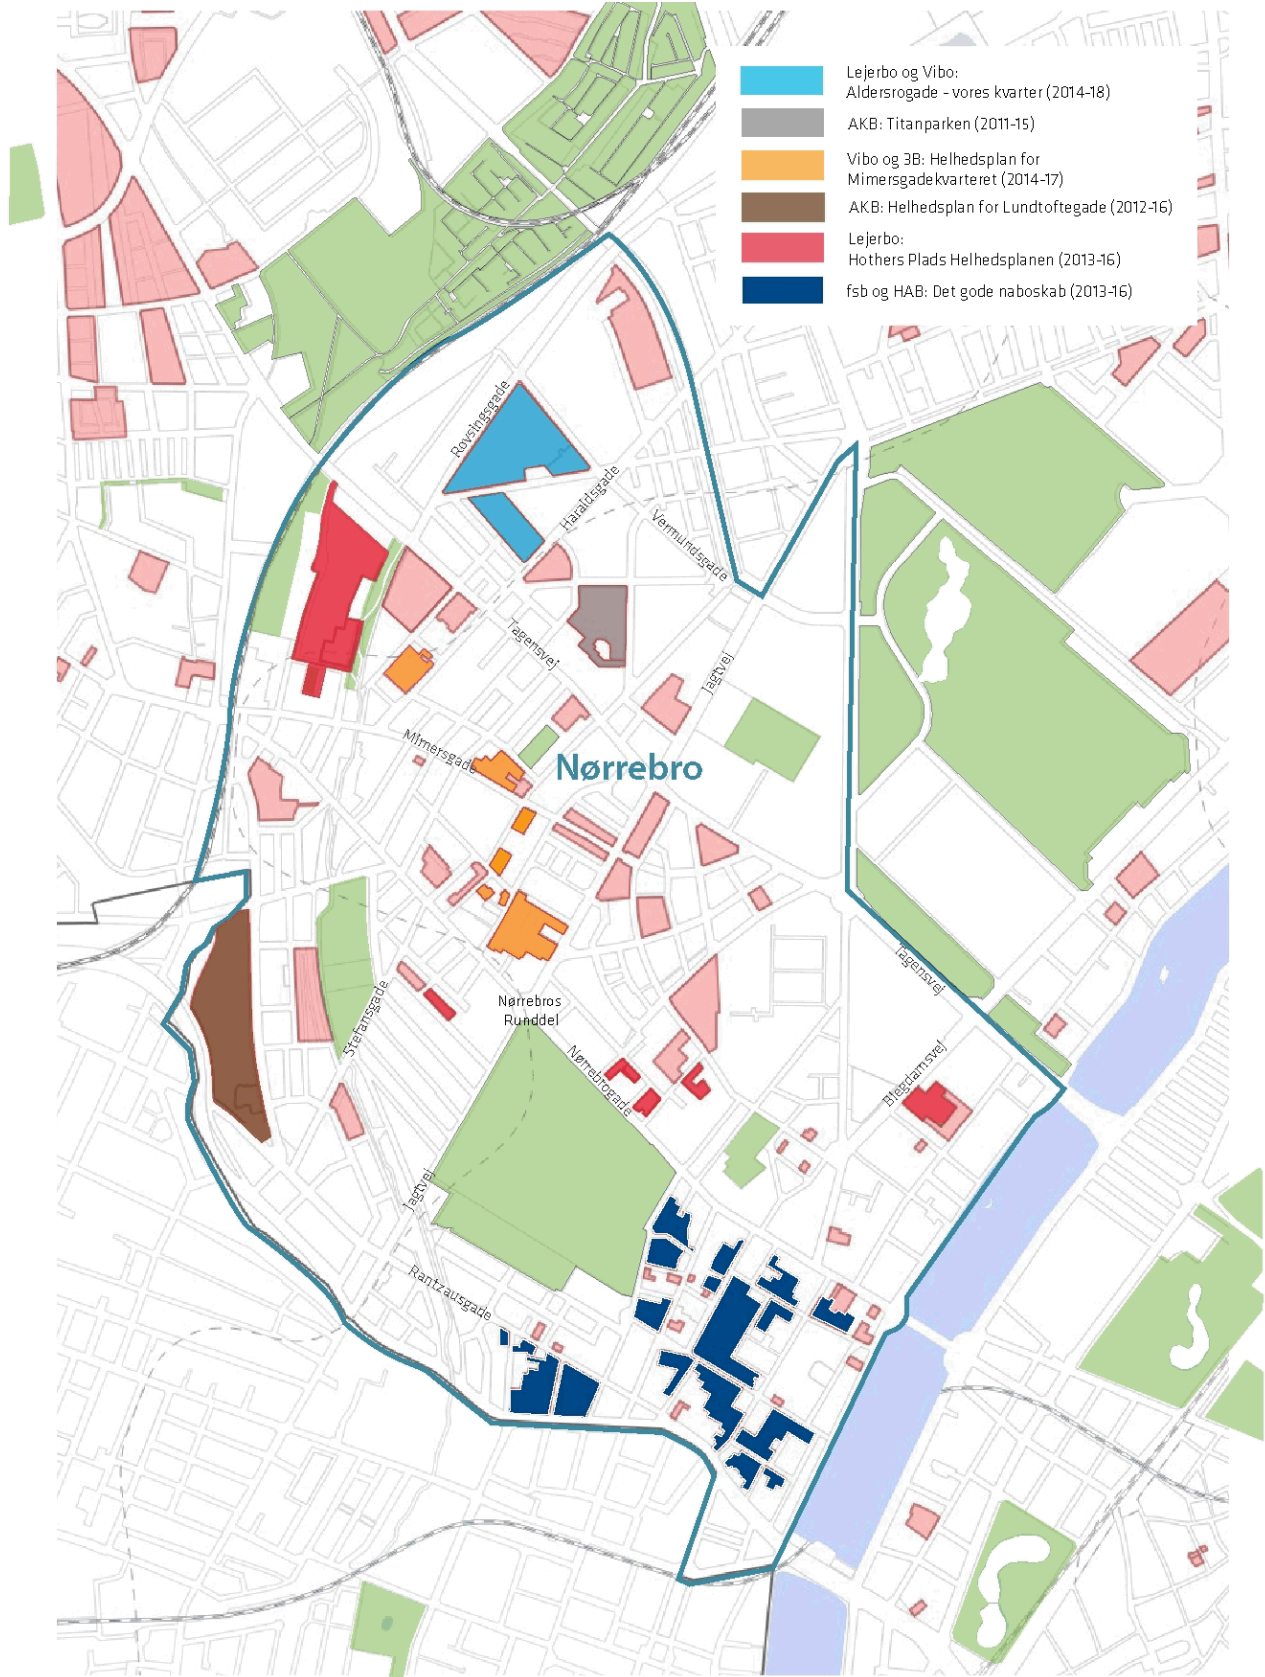 Lejerbo og Vibo:
Aldersrogade - vores kvarter (2014-18)
AKB: Titanparken (2011-15)
Vibo og 3B: Helhedsplan for
Mimersgadekvarteret (2014-17)
AKB: Helhedsplan for Lundtoftegade (2012-16)
Lejerbo:
Hothers Plads Helhedsplanen (2013-16)
fsb og HAB: Det gode naboskab (2013-16)
Rovsingsgade
Haraldsgade
Vermundsgade
Tagensvej
Jagtvej
Mimersgade
Nørrebro
Tagensvej
Stefansgade
Nørrebros
Runddel
Nørrebrogade
Blegdamsvej
Jagtvej
Rantzausgade